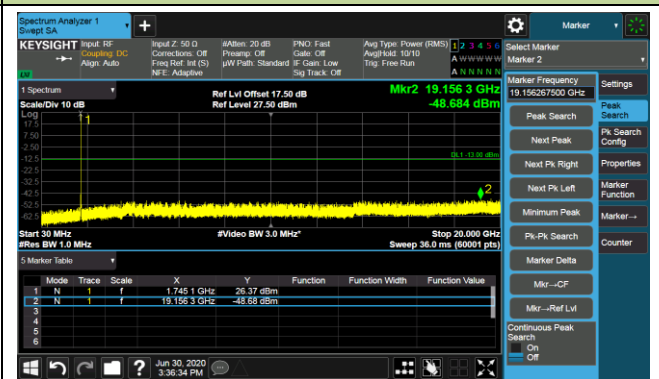 Spectrum Analyzer 1
Swept SA
+
Marker
KEYSIGHT Input: RF Input Z: 50 Ω #Atten: 20 dB PNO: Fast Avg Type: Power (RMS) 1 2 3 4 5 6
Coupling: DC Corrections: Off Preamp: Off Gate: Off Avg|Hold: 10/10 A W W W W W
Align: Auto Freq Ref: Int (S) µW Path: Standard IF Gain: Low Trig: Free Run
NFE: Adaptive Sig Track: Off A N N N N N
LXI
Select Marker
Marker 2
1 Spectrum
Scale/Div 10 dB
Ref Lvl Offset 17.50 dB
Ref Level 27.50 dBm
Mkr2 19.156 3 GHz
-48.684 dBm
Log
17.5
7.50
-2.50
-12.5
-22.5
-32.5
-42.5
-52.5
-62.5
1
DL1 -13.00 dBm
2
Start 30 MHz #Video BW 3.0 MHz* Stop 20.000 GHz
#Res BW 1.0 MHz Sweep 36.0 ms (60001 pts)
5 Marker Table
Mode Trace Scale X Y Function Function Width Function Value
1 N 1 f 1.745 1 GHz 26.37 dBm
2 N 1 f 19.156 3 GHz -48.68 dBm
3
4
5
6
Marker Frequency
19.156267500 GHz
Peak Search
Next Peak
Next Pk Right
Next Pk Left
Minimum Peak
Pk-Pk Search
Marker Delta
Mkr→CF
Mkr→Ref Lvl
Continuous Peak
Search
On
Off
Settings
Peak
Search
Pk Search
Config
Properties
Marker
Function
Marker→
Counter
?
Jun 30, 2020
3:36:34 PM